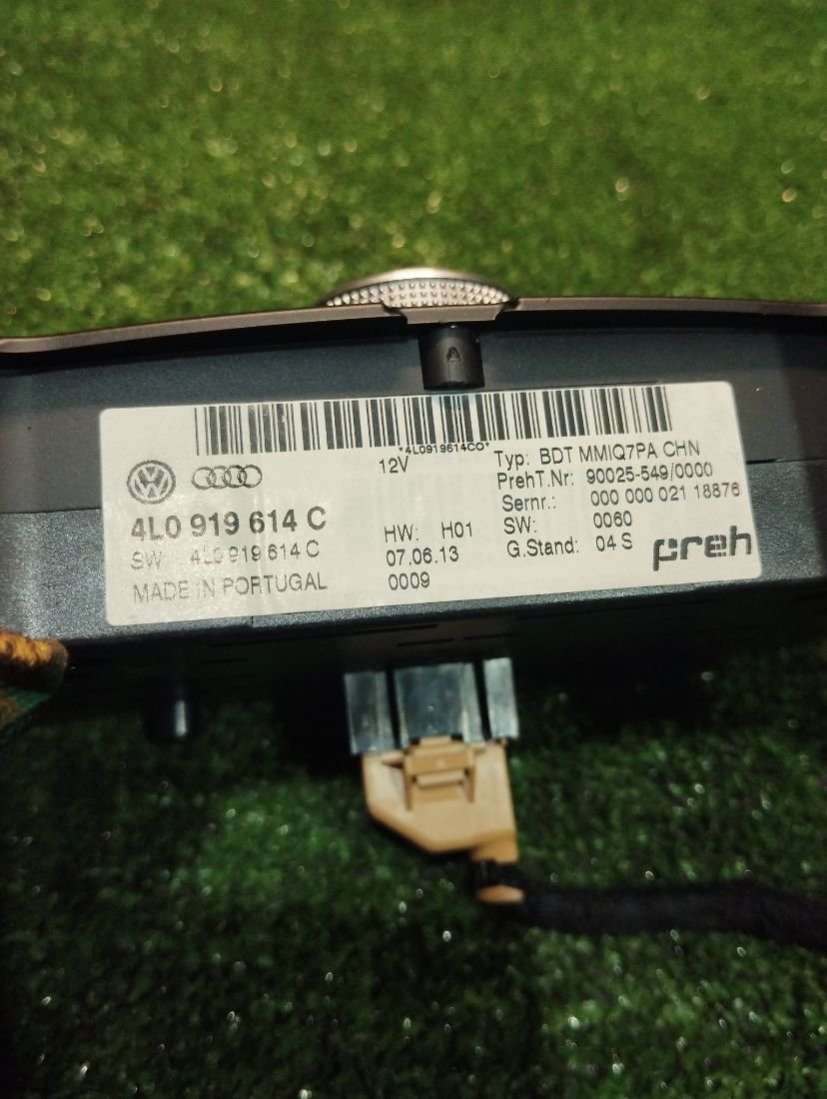 A
*4L0919614CO*
12V
4L0 919 614 C
SW 4L0 919 614 C
MADE IN PORTUGAL
HW: H01
07.06.13
0009
Typ: BDT MMIQ7PA CHN
PrehT.Nr: 90025-549/0000
Sernr.: 000 000 021 18876
SW: 0060
G.Stand: 04 S
preh